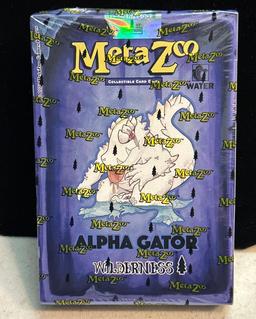 MetaZoo
COLLECTIBLE CARD GAME
WATER
ALPHA GATOR
WILDERNESS